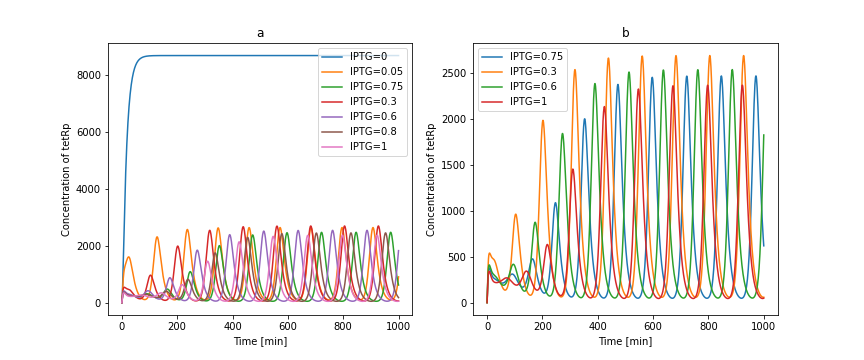 a
IPTG=0
IPTG=0.05
IPTG=0.75
IPTG=0.3
IPTG=0.6
IPTG=0.8
IPTG=1
8000
6000
4000
2000
0
Concentration of tetRp
0 200 400 600 800 1000
Time [min]
b
IPTG=0.75
IPTG=0.3
IPTG=0.6
IPTG=1
2500
2000
1500
1000
500
0
Concentration of tetRp
0 200 400 600 800 1000
Time [min]